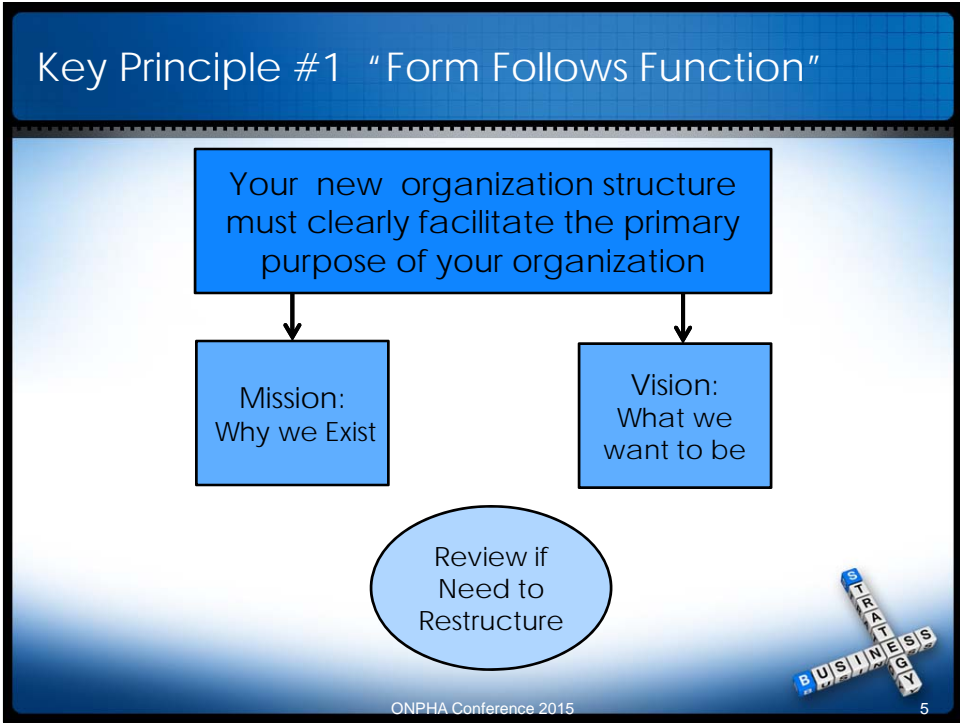 Key Principle #1 “Form Follows Function”
Your new organization structure
must clearly facilitate the primary
purpose of your organization
Mission:
Why we Exist
Vision:
What we
want to be
Review if
Need to
Restructure
STRATEGY
BUSINESS
ONPHA Conference 2015
5